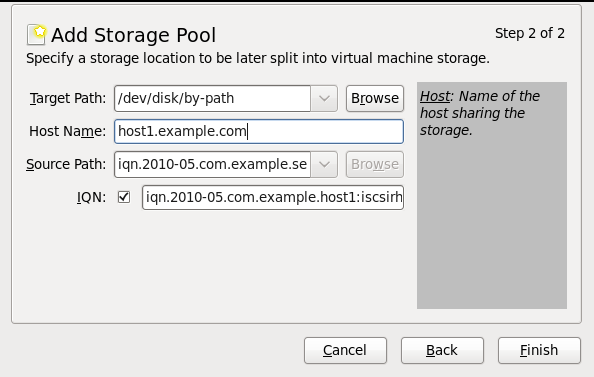 Add Storage Pool
Step 2 of 2
Specify a storage location to be later split into virtual machine storage.
Target Path: /dev/disk/by-path Browse
Host Name: host1.example.com
Source Path: iqn.2010-05.com.example.se Browse
IQN: iqn.2010-05.com.example.host1:iscsirh
Host: Name of the
host sharing the
storage.
Cancel Back Finish